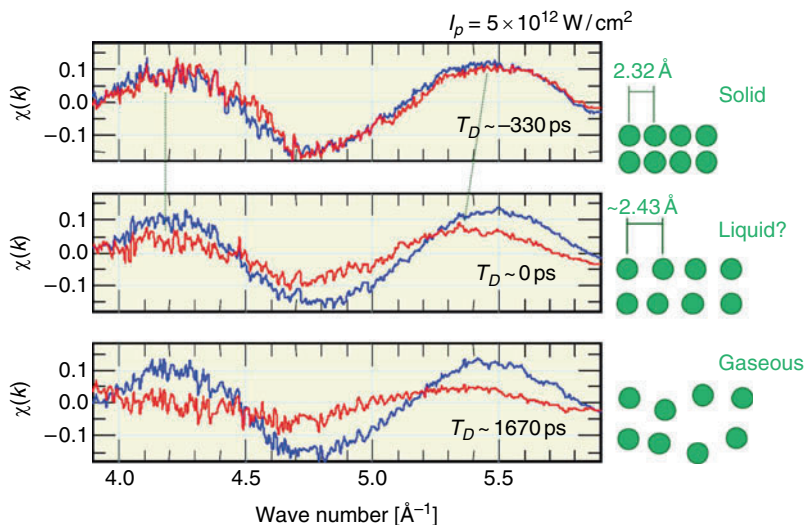 I_p = 5 × 10^12 W/cm^2
0.1
0.0
−0.1
χ(k)
T_D ~ −330 ps
2.32 Å
Solid
0.1
0.0
−0.1
χ(k)
T_D ~ 0 ps
~2.43 Å
Liquid?
0.1
0.0
−0.1
χ(k)
T_D ~ 1670 ps
Gaseous
4.0 4.5 5.0 5.5
Wave number [Å^−1]